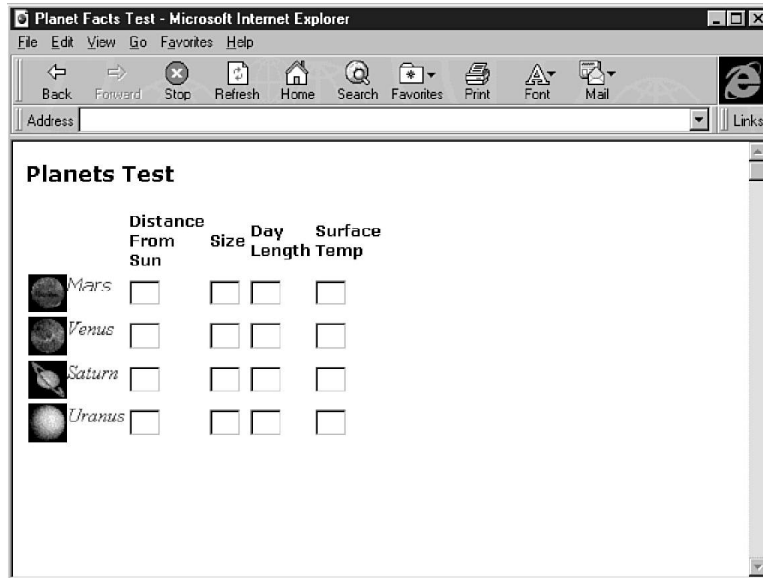 Planet Facts Test - Microsoft Internet Explorer
File Edit View Go Favorites Help
Back Forward Stop Refresh Home Search Favorites Print Font Mail
Address Links
Planets Test
Distance From Sun Size Day Length Surface Temp
Mars
Venus
Saturn
Uranus